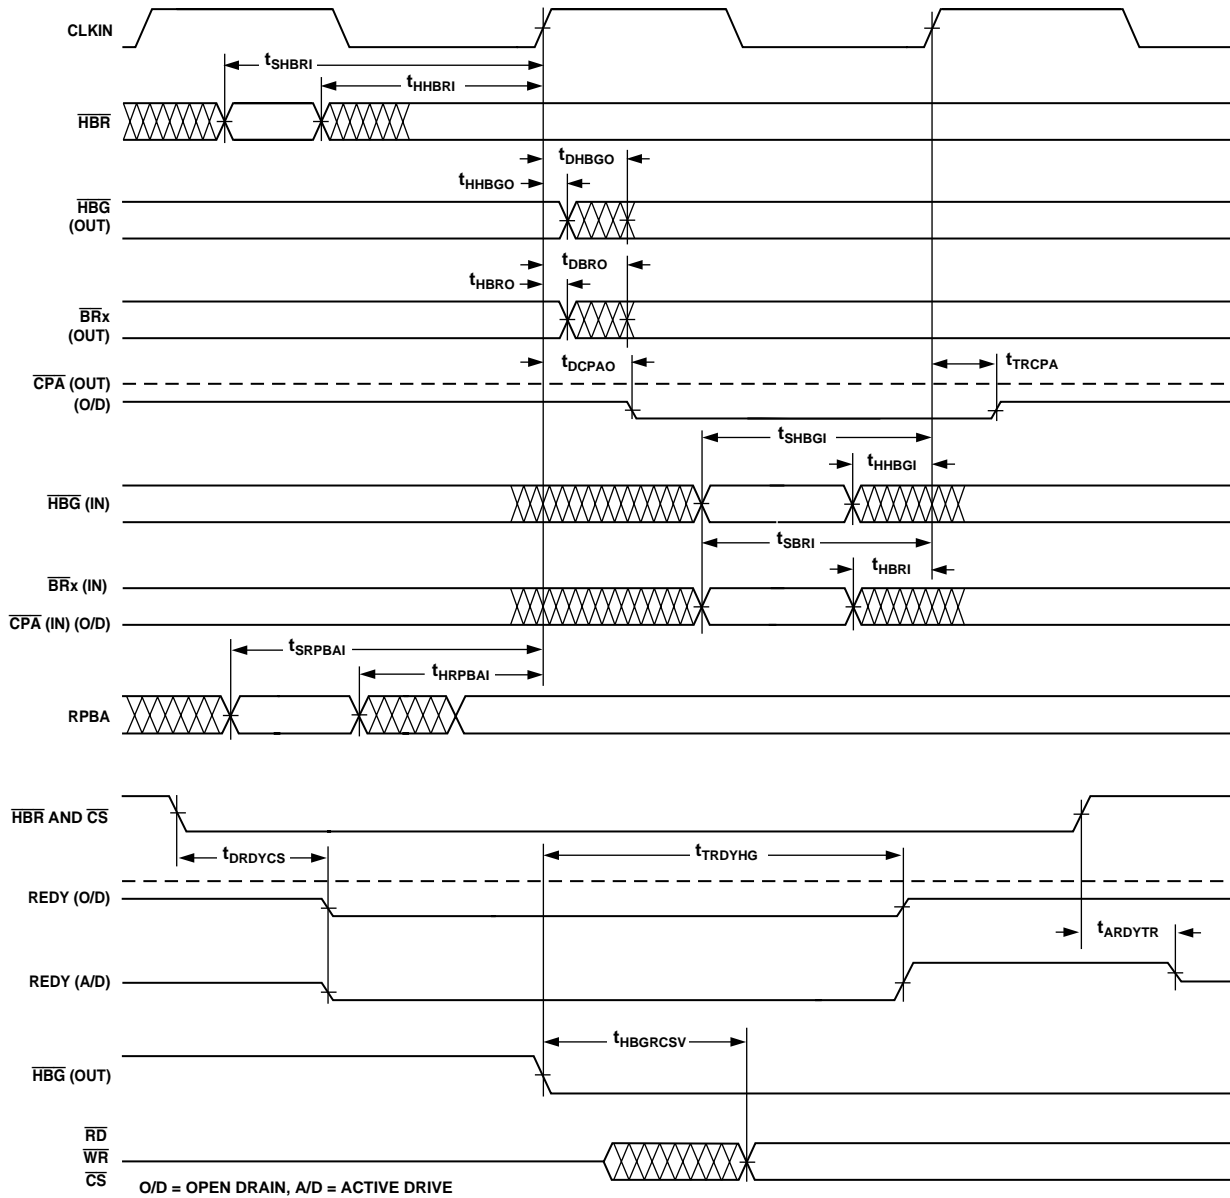 CLKIN
tSHBRI
tHHBRI
HBR
tDHBGO
tHHBGO
HBG
(OUT)
tDBRO
tHBRO
BRx
(OUT)
tDCPAO
tTRCPA
CPA (OUT)
(O/D)
tSHBGI
tHHBGI
HBG (IN)
tSBRI
tHBRI
BRx (IN)
CPA (IN) (O/D)
tSRPBAI
tHRPBAI
RPBA
HBR AND CS
tDRDYCS
tTRDYHG
REDY (O/D)
tARDYTR
REDY (A/D)
tHBGRCSV
HBG (OUT)
RD
WR
CS
O/D = OPEN DRAIN, A/D = ACTIVE DRIVE